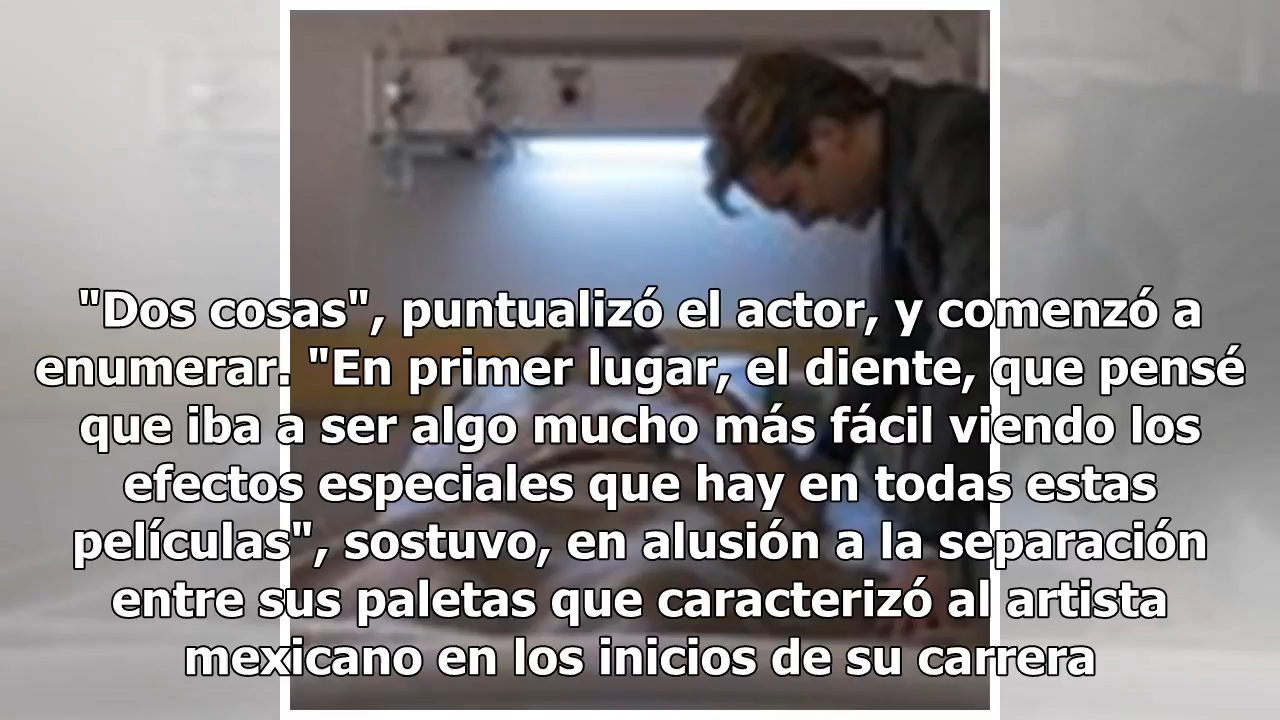 "Dos cosas", puntualizó el actor, y comenzó a
enumerar. "En primer lugar, el diente, que pensé
que iba a ser algo mucho más fácil viendo los
efectos especiales que hay en todas estas
películas", sostuvo, en alusión a la separación
entre sus paletas que caracterizó al artista
mexicano en los inicios de su carrera